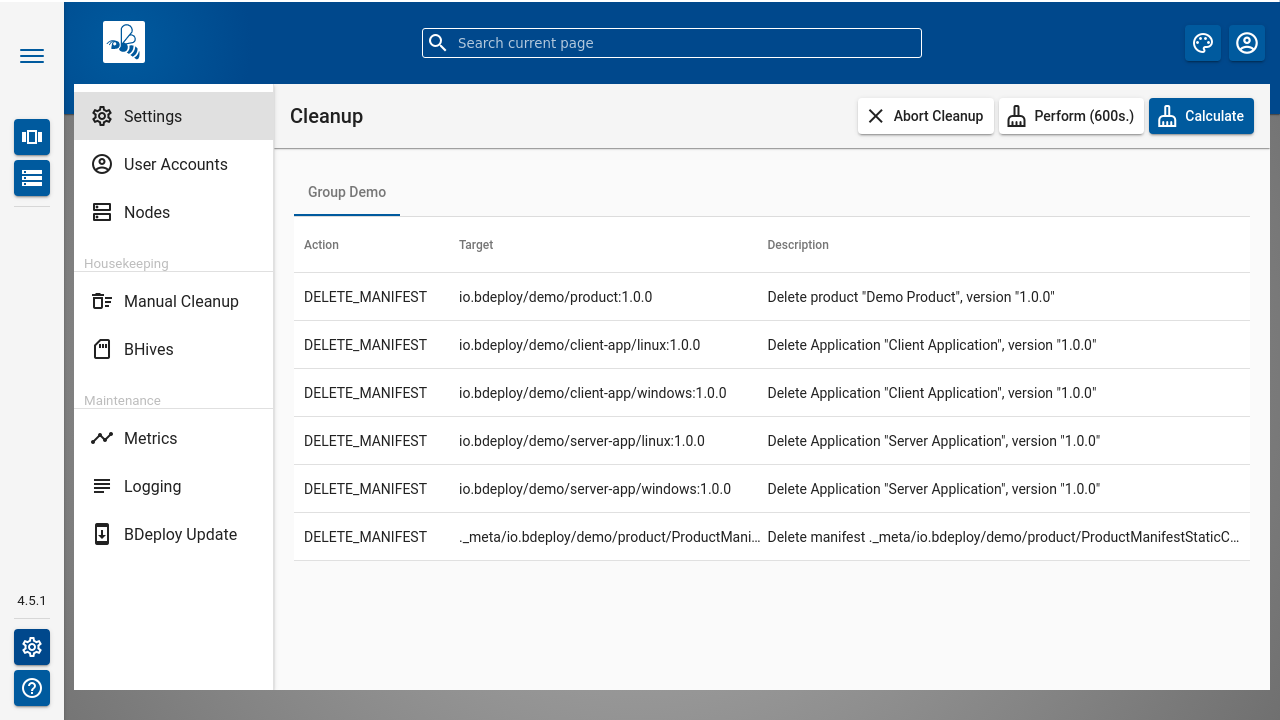 Search current page
Settings
User Accounts
Nodes
Housekeeping
Manual Cleanup
BHives
Maintenance
Metrics
Logging
BDeploy Update
4.5.1
Cleanup
Abort Cleanup
Perform (600s.)
Calculate
Group Demo
Action Target Description
DELETE_MANIFEST io.bdeploy/demo/product:1.0.0 Delete product "Demo Product", version "1.0.0"
DELETE_MANIFEST io.bdeploy/demo/client-app/linux:1.0.0 Delete Application "Client Application", version "1.0.0"
DELETE_MANIFEST io.bdeploy/demo/client-app/windows:1.0.0 Delete Application "Client Application", version "1.0.0"
DELETE_MANIFEST io.bdeploy/demo/server-app/linux:1.0.0 Delete Application "Server Application", version "1.0.0"
DELETE_MANIFEST io.bdeploy/demo/server-app/windows:1.0.0 Delete Application "Server Application", version "1.0.0"
DELETE_MANIFEST ._meta/io.bdeploy/demo/product/ProductMani... Delete manifest ._meta/io.bdeploy/demo/product/ProductManifestStaticC...